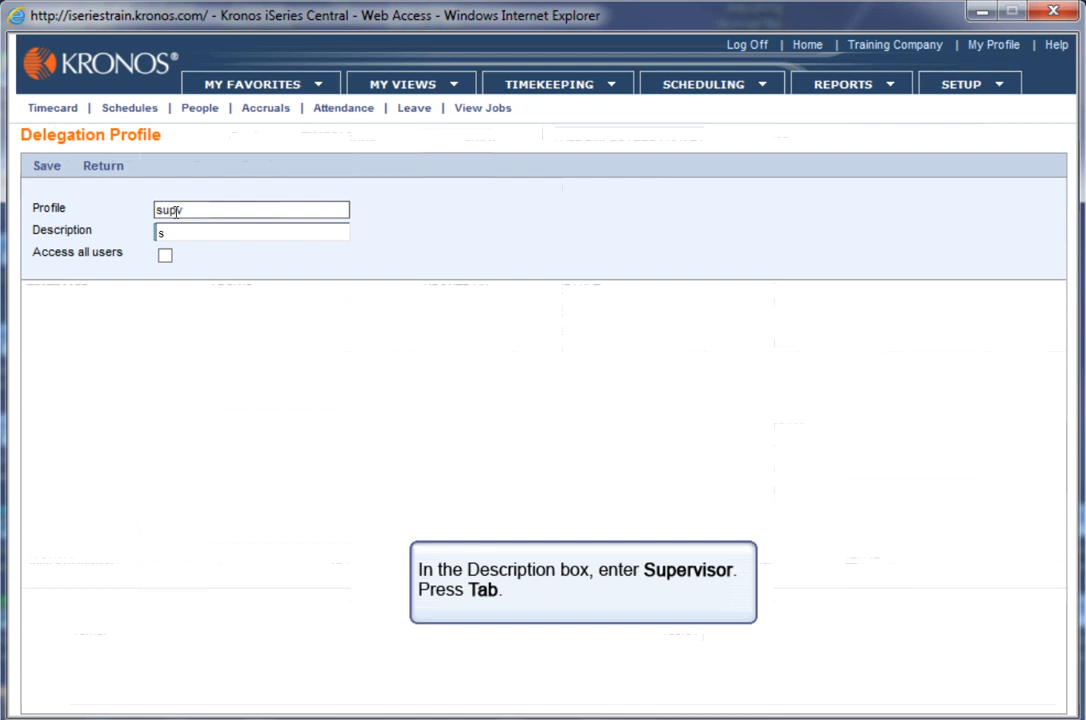 http://iseriestrain.kronos.com/ - Kronos iSeries Central - Web Access - Windows Internet Explorer
Log Off | Home | Training Company | My Profile | Help
KRONOS®
MY FAVORITES MY VIEWS TIMEKEEPING SCHEDULING REPORTS SETUP
Timecard | Schedules | People | Accruals | Attendance | Leave | View Jobs
Delegation Profile
Save Return
Profile supv
Description s
Access all users
In the Description box, enter Supervisor.
Press Tab.